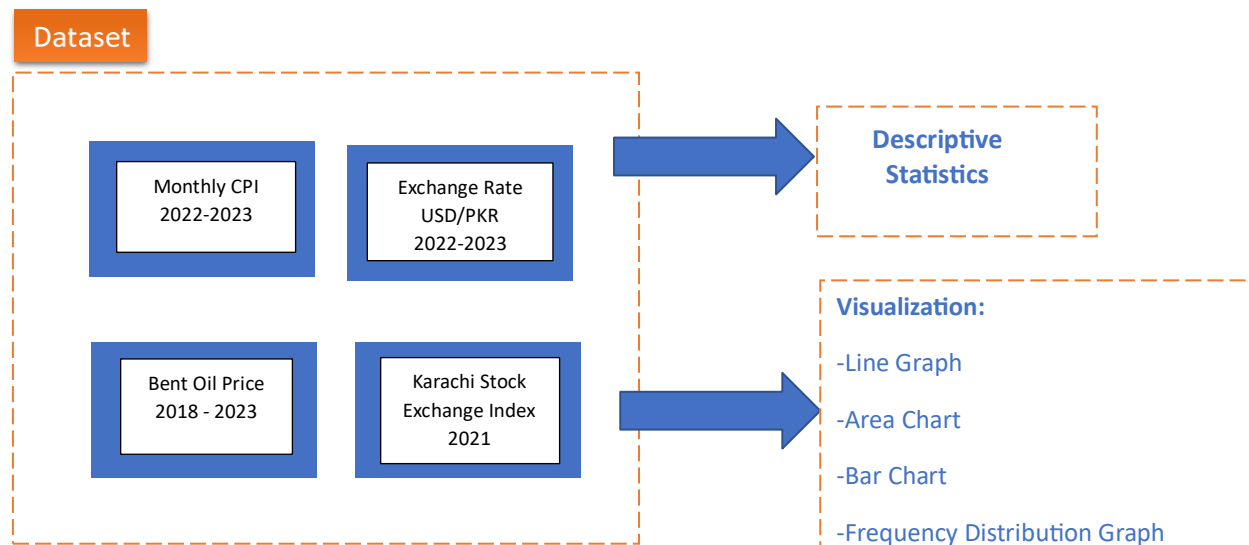 Dataset
Monthly CPI
2022-2023
Exchange Rate
USD/PKR
2022-2023
Bent Oil Price
2018 - 2023
Karachi Stock
Exchange Index
2021
Descriptive
Statistics
Visualization:
-Line Graph
-Area Chart
-Bar Chart
-Frequency Distribution Graph